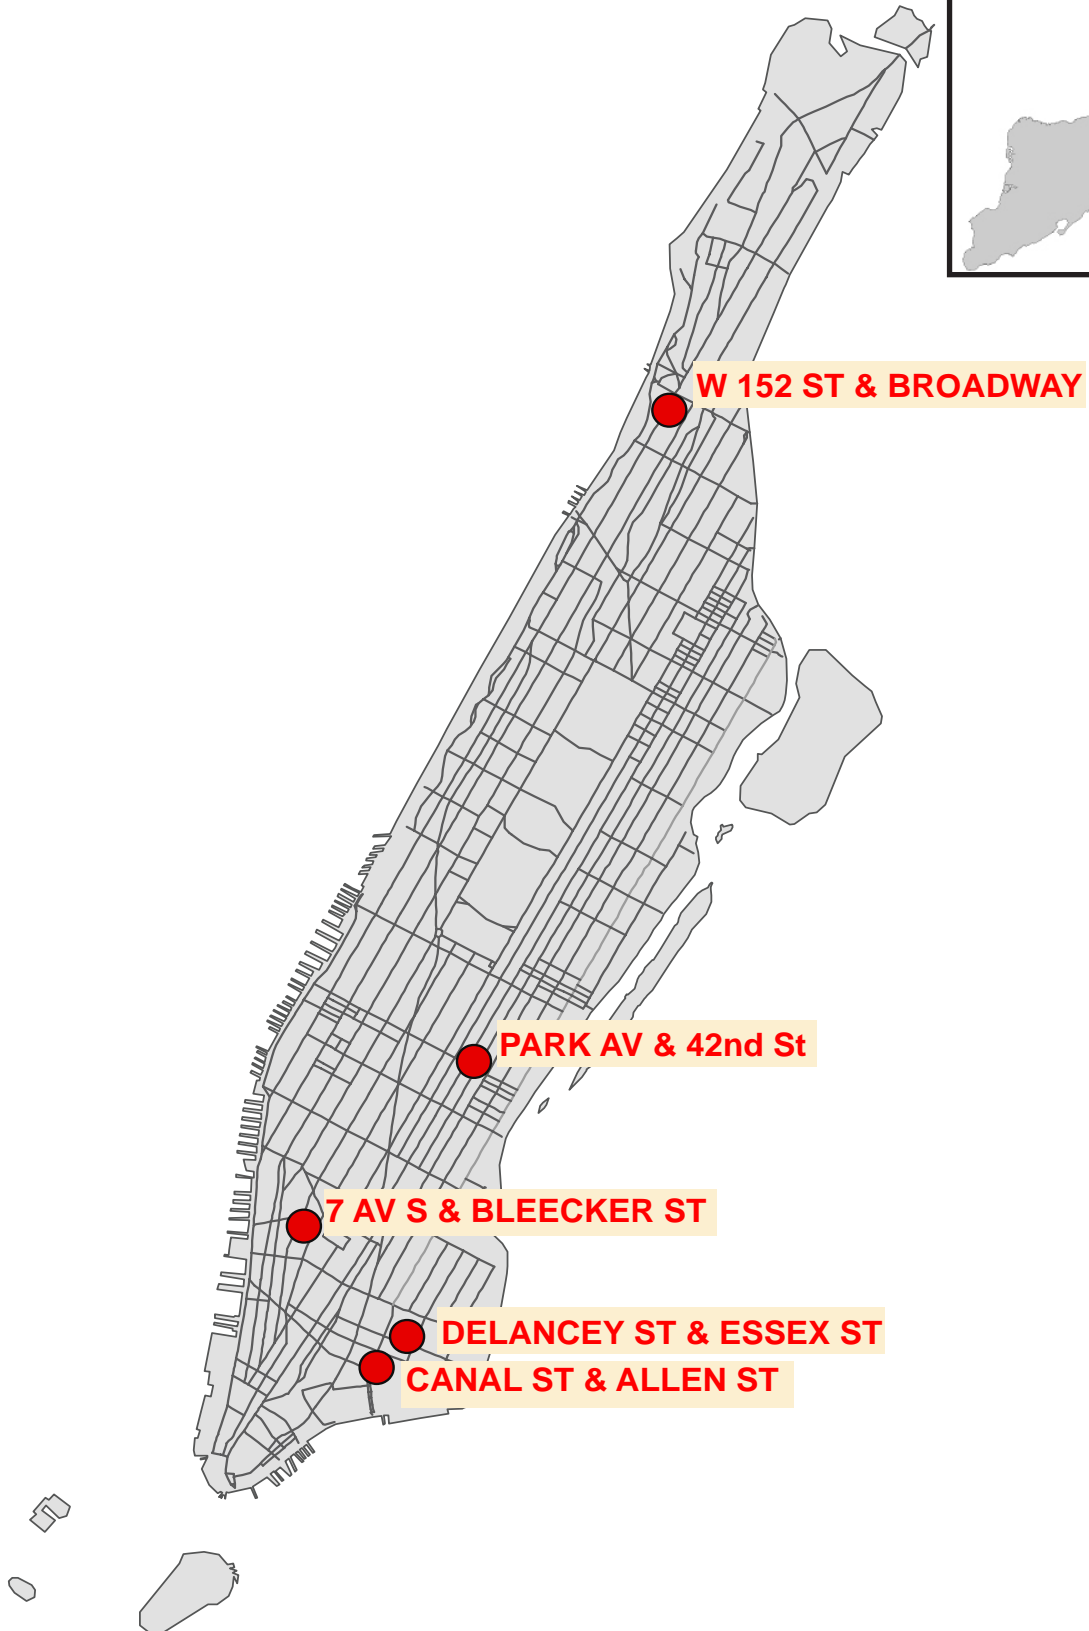 W 152 ST & BROADWAY
PARK AV & 42nd St
7 AV S & BLEECKER ST
DELANCEY ST & ESSEX ST
CANAL ST & ALLEN ST